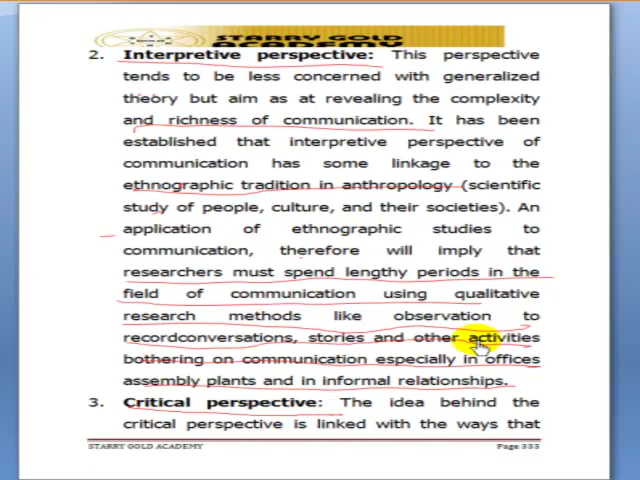 STARRY GOLD
ACADEMY
2. Interpretive perspective: This perspective
tends to be less concerned with generalized
theory but aim as at revealing the complexity
and richness of communication. It has been
established that interpretive perspective of
communication has some linkage to the
ethnographic tradition in anthropology (scientific
study of people, culture, and their societies). An
application of ethnographic studies to
communication, therefore will imply that
researchers must spend lengthy periods in the
field of communication using qualitative
research methods like observation to
recordconversations, stories and other activities
bothering on communication especially in offices
assembly plants and in informal relationships.
3. Critical perspective: The idea behind the
critical perspective is linked with the ways that
STARRY GOLD ACADEMY Page 333